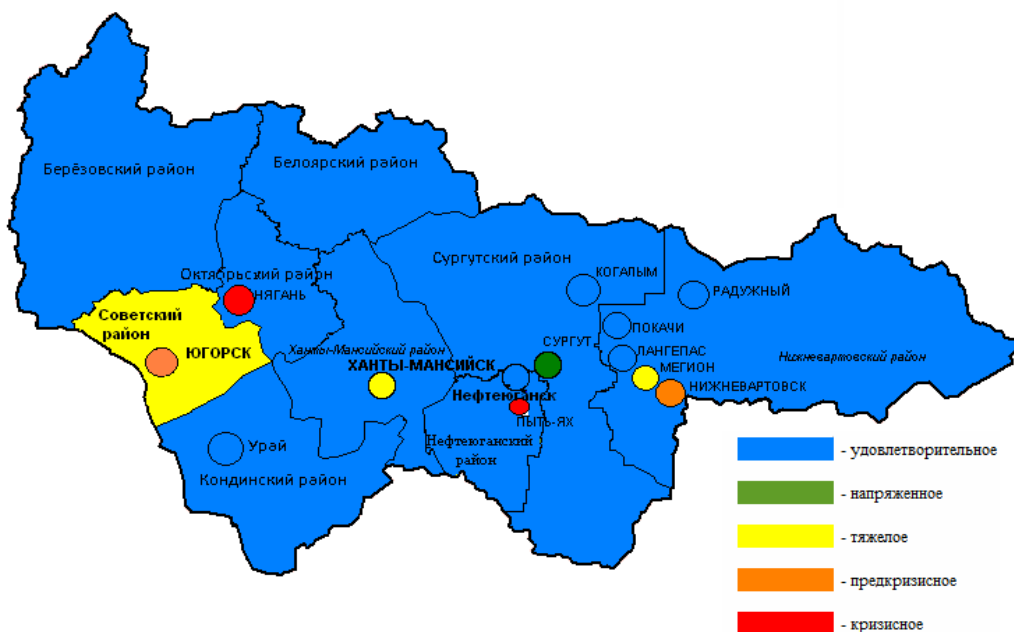 Берёзовский район
Белоярский район
Октябрьский район
НЯГАНЬ
Советский
район
ЮГОРСК
Ханты-Мансийский район
ХАНТЫ-МАНСИЙСК
Сургутский район
КОГАЛЫМ
РАДУЖНЫЙ
ПОКАЧИ
СУРГУТ
ЛАНГЕПАС
МЕГИОН
Нижневартовский район
НИЖНЕВАРТОВСК
Нефтеюганск
ПЫТЬ-ЯХ
Нефтеюганский
район
Урай
Кондинский район
- удовлетворительное
- напряженное
- тяжелое
- предкризисное
- кризисное